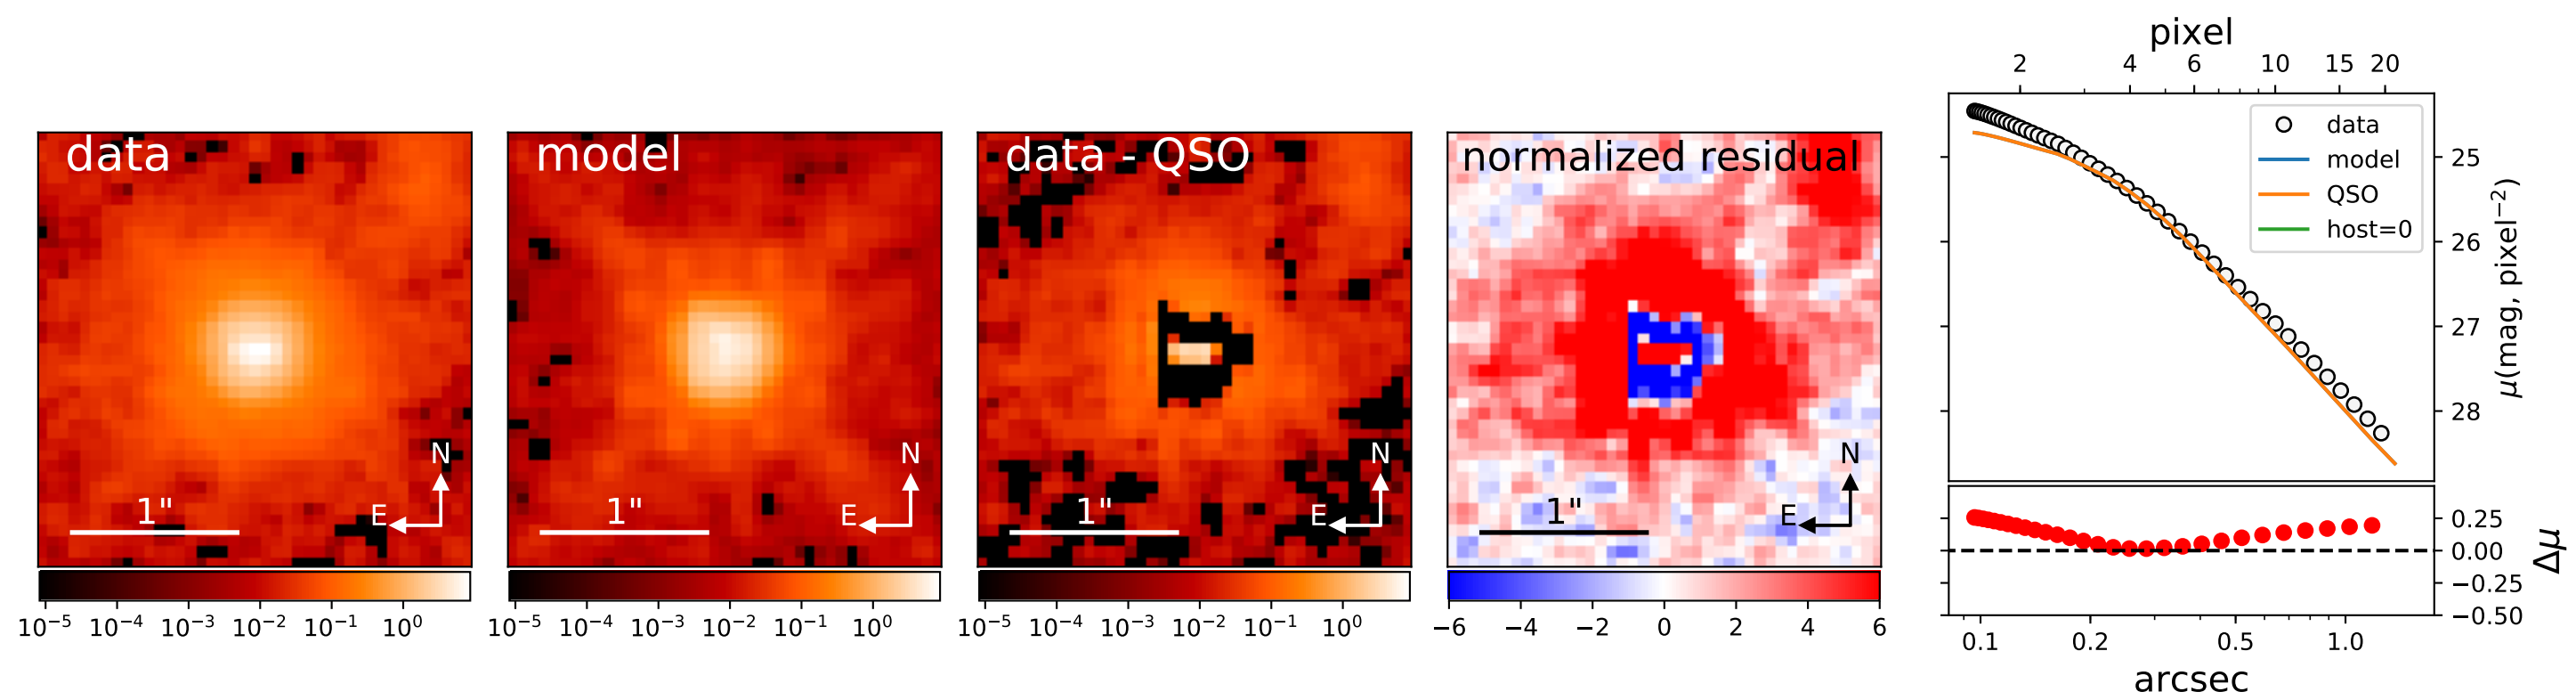 data
N
E
1"
10⁻⁵ 10⁻⁴ 10⁻³ 10⁻² 10⁻¹ 10⁰
model
N
E
1"
10⁻⁵ 10⁻⁴ 10⁻³ 10⁻² 10⁻¹ 10⁰
data - QSO
N
E
1"
10⁻⁵ 10⁻⁴ 10⁻³ 10⁻² 10⁻¹ 10⁰
normalized residual
N
E
1"
−6 −4 −2 0 2 4 6
pixel
2 4 6 10 15 20
data
model
QSO
host=0
25
26
27
28
μ(mag, pixel⁻²)
0.25
0.00
−0.25
−0.50
Δμ
0.1 0.2 0.5 1.0
arcsec